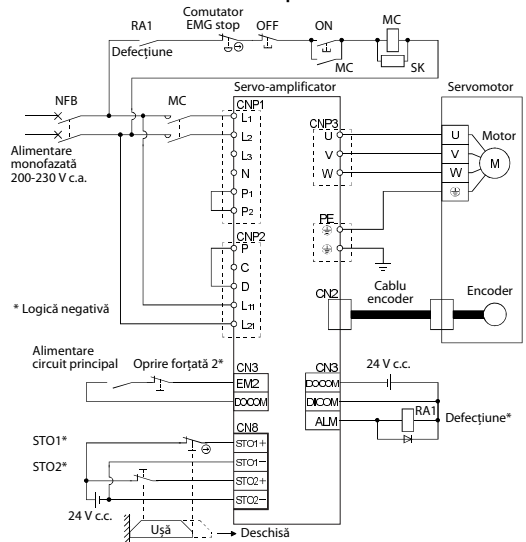 Comutator
EMG stop
RA1
OFF
ON
MC
Defecțiune
MC
SK
Servo-amplificator
Servomotor
NFB
MC
CNP1
L1
L2
L3
N
P1
P2
CNP3
U
V
W
U
V
W
Motor
M
Alimentare
monofazată
200-230 V c.a.
PE
CNP2
P
C
D
L11
L21
CN2
Cablu
encoder
Encoder
* Logică negativă
Alimentare
circuit principal
Oprire forțată 2*
CN3
EM2
DOCOM
CN3
DOCOM
DICOM
ALM
24 V c.c.
RA1
Defecțiune*
CN8
STO1*
STO1+
STO1−
STO2*
STO2+
STO2−
24 V c.c.
Ușă
Deschisă